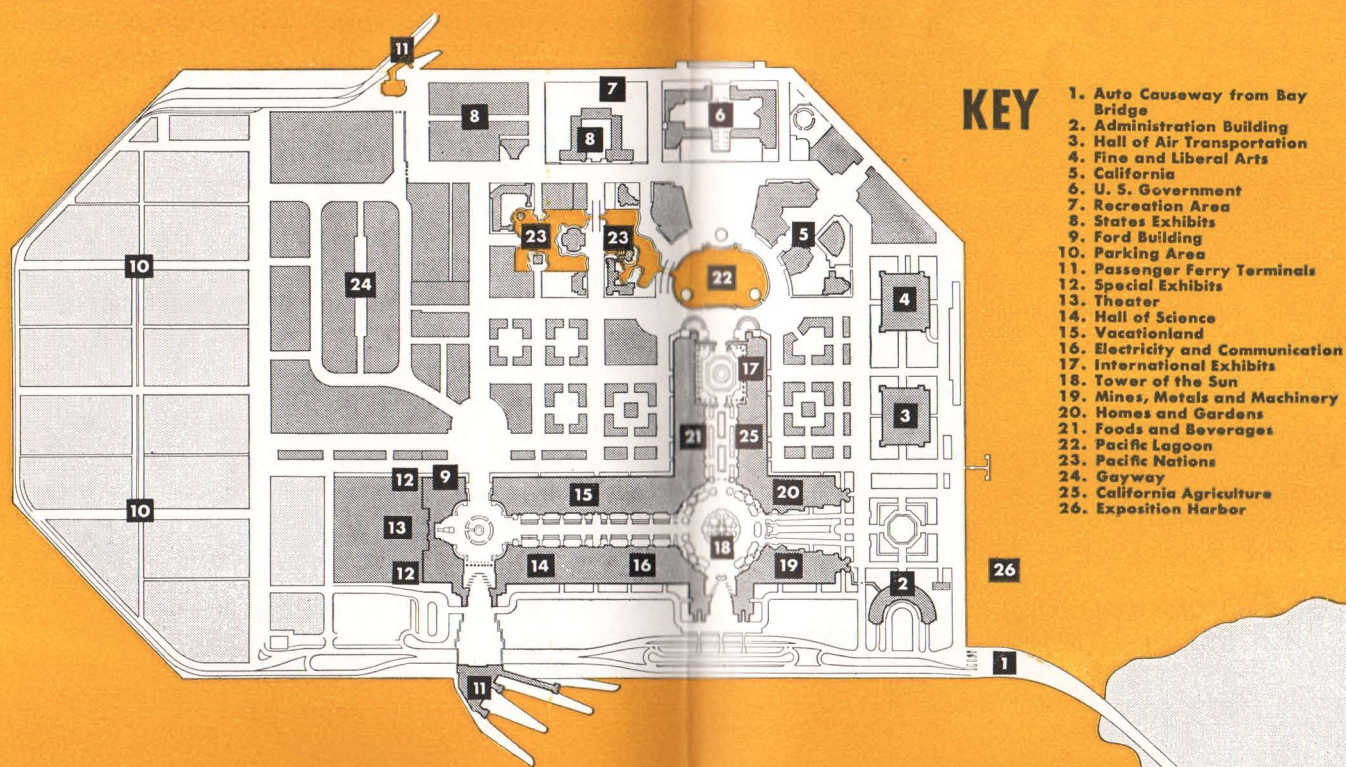 11
8
7
8
6
5
23
23
22
10
24
4
17
3
21
25
12
9
15
20
10
13
18
12
14
16
19
2
26
1
11
KEY
1. Auto Causeway from Bay
Bridge
2. Administration Building
3. Hall of Air Transportation
4. Fine and Liberal Arts
5. California
6. U. S. Government
7. Recreation Area
8. States Exhibits
9. Ford Building
10. Parking Area
11. Passenger Ferry Terminals
12. Special Exhibits
13. Theater
14. Hall of Science
15. Vacationland
16. Electricity and Communication
17. International Exhibits
18. Tower of the Sun
19. Mines, Metals and Machinery
20. Homes and Gardens
21. Foods and Beverages
22. Pacific Lagoon
23. Pacific Nations
24. Gayway
25. California Agriculture
26. Exposition Harbor